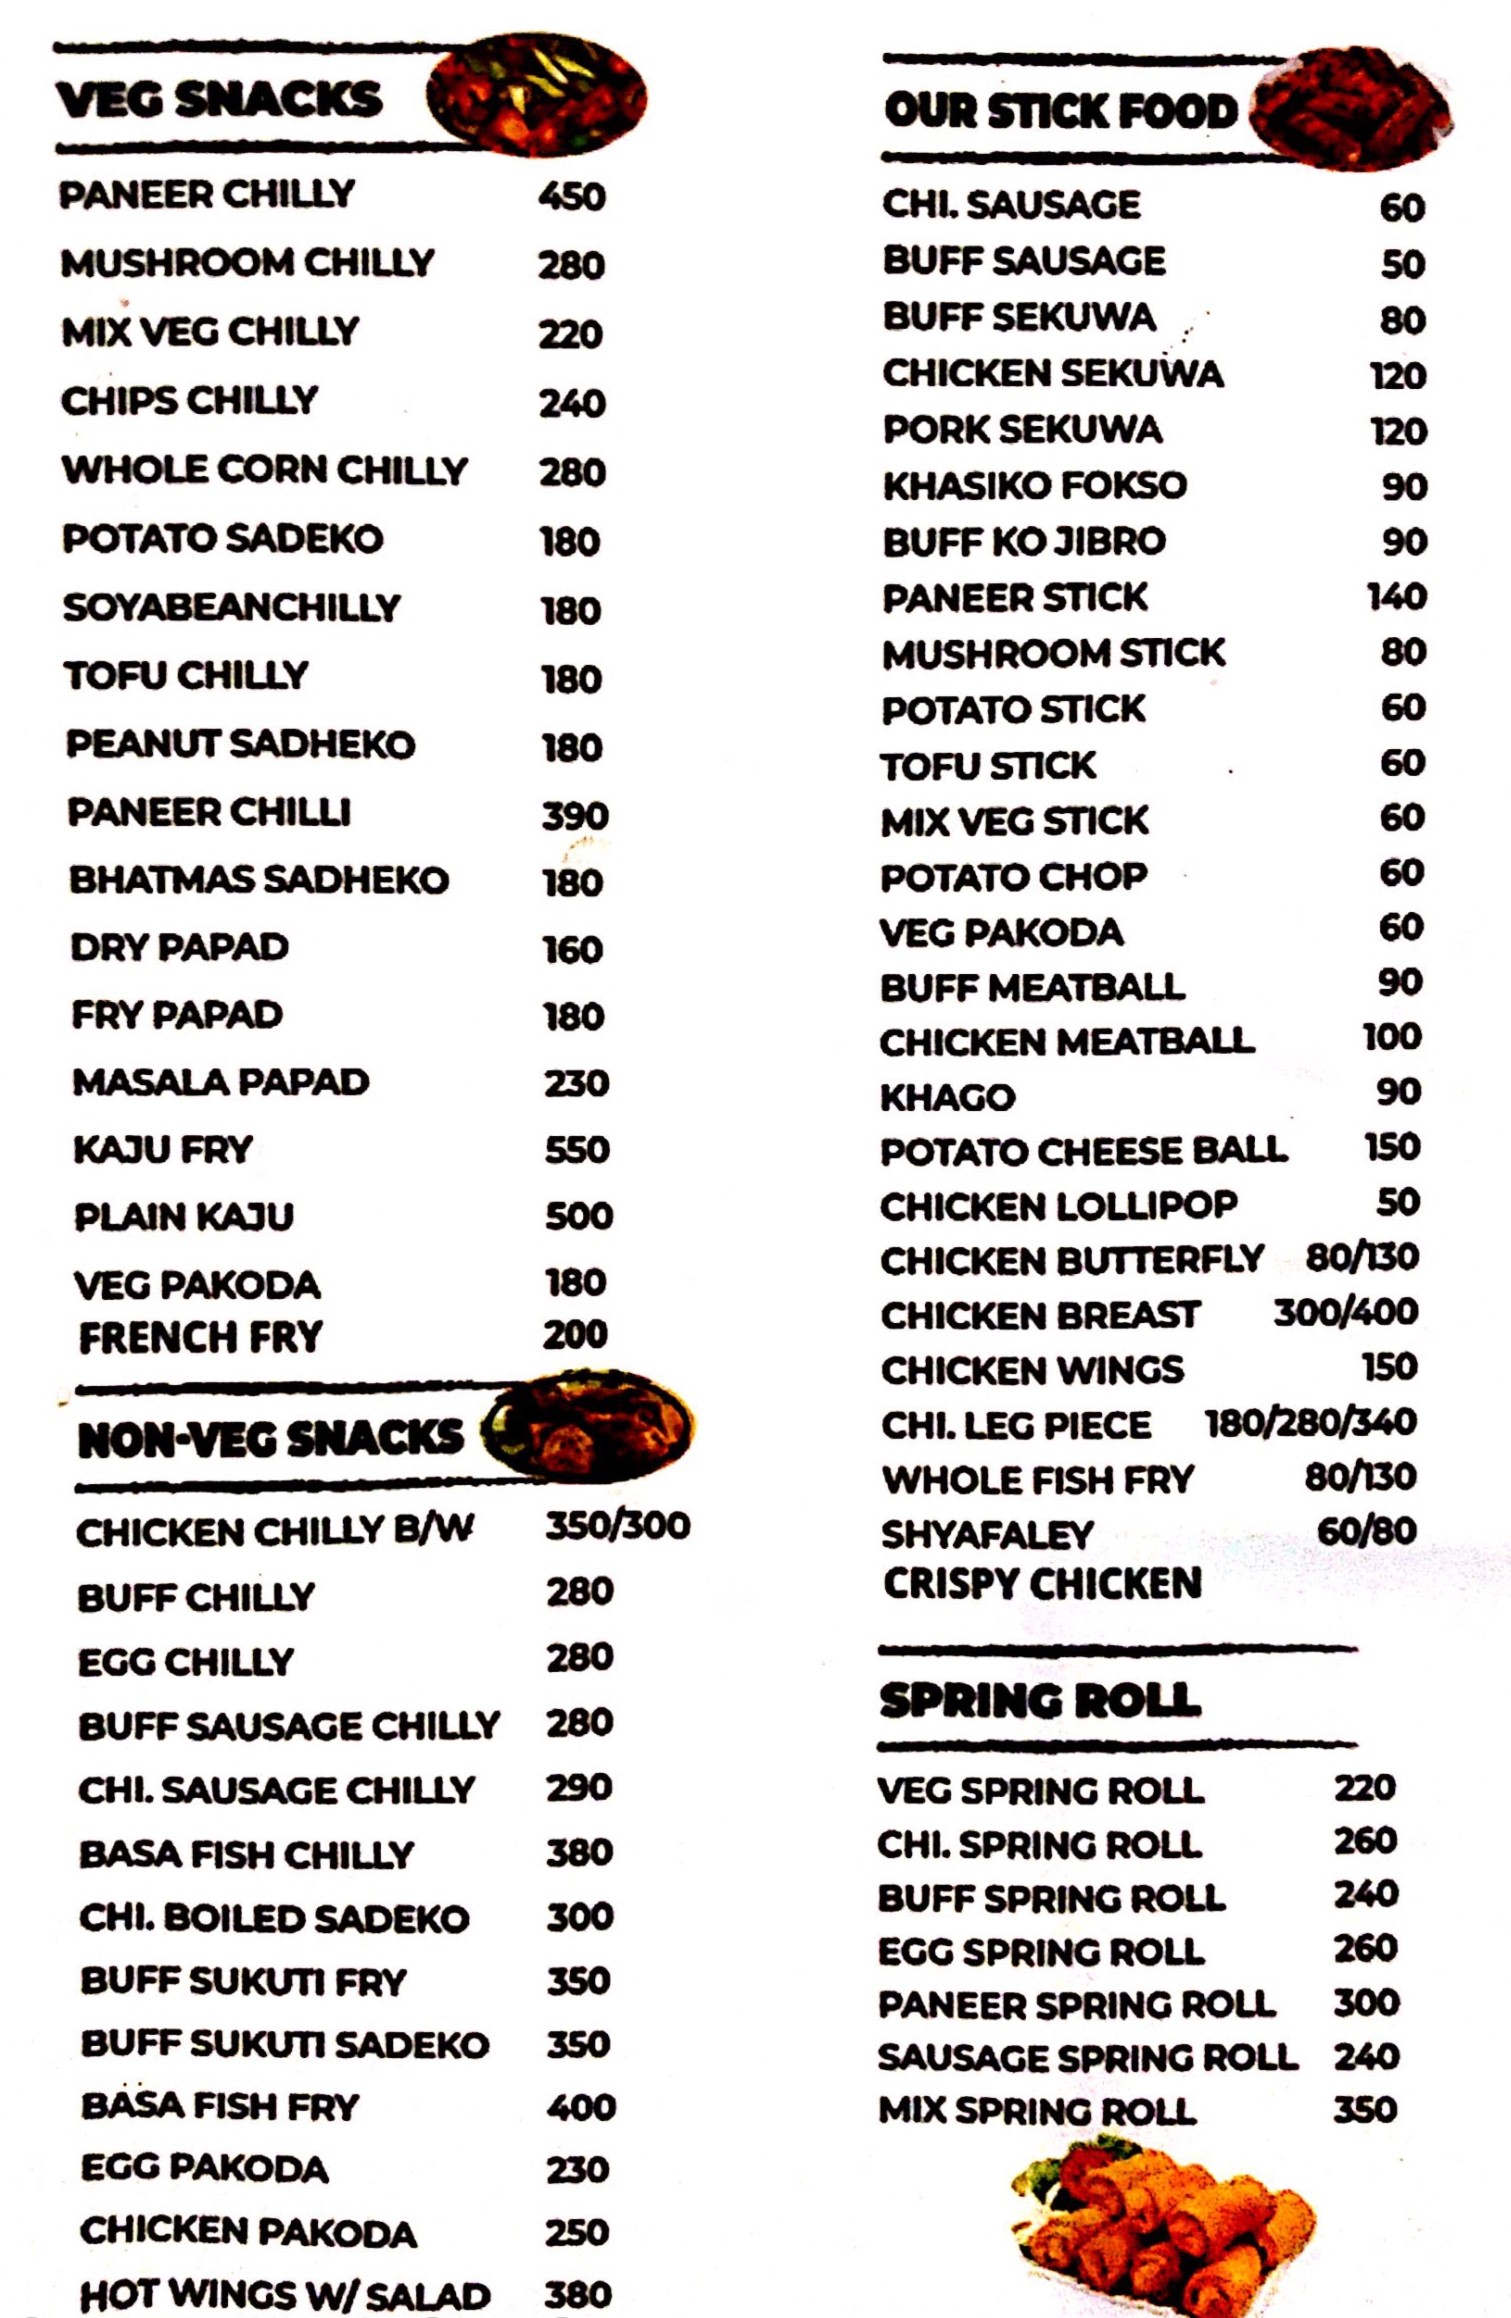 VEG SNACKS
PANEER CHILLY 450
MUSHROOM CHILLY 280
MIX VEG CHILLY 220
CHIPS CHILLY 240
WHOLE CORN CHILLY 280
POTATO SADEKO 180
SOYABEANCHILLY 180
TOFU CHILLY 180
PEANUT SADHEKO 180
PANEER CHILLI 390
BHATMAS SADHEKO 180
DRY PAPAD 160
FRY PAPAD 180
MASALA PAPAD 230
KAJU FRY 550
PLAIN KAJU 500
VEG PAKODA 180
FRENCH FRY 200
NON-VEG SNACKS
CHICKEN CHILLY B/W 350/300
BUFF CHILLY 280
EGG CHILLY 280
BUFF SAUSAGE CHILLY 280
CHI. SAUSAGE CHILLY 290
BASA FISH CHILLY 380
CHI. BOILED SADEKO 300
BUFF SUKUTI FRY 350
BUFF SUKUTI SADEKO 350
BASA FISH FRY 400
EGG PAKODA 230
CHICKEN PAKODA 250
HOT WINGS W/ SALAD 380
OUR STICK FOOD
CHI. SAUSAGE 60
BUFF SAUSAGE 50
BUFF SEKUWA 80
CHICKEN SEKUWA 120
PORK SEKUWA 120
KHASIKO FOKSO 90
BUFF KO JIBRO 90
PANEER STICK 140
MUSHROOM STICK 80
POTATO STICK 60
TOFU STICK 60
MIX VEG STICK 60
POTATO CHOP 60
VEG PAKODA 60
BUFF MEATBALL 90
CHICKEN MEATBALL 100
KHAGO 90
POTATO CHEESE BALL 150
CHICKEN LOLLIPOP 50
CHICKEN BUTTERFLY 80/130
CHICKEN BREAST 300/400
CHICKEN WINGS 150
CHI. LEG PIECE 180/280/340
WHOLE FISH FRY 80/130
SHYAFALEY 60/80
CRISPY CHICKEN
SPRING ROLL
VEG SPRING ROLL 220
CHI. SPRING ROLL 260
BUFF SPRING ROLL 240
EGG SPRING ROLL 260
PANEER SPRING ROLL 300
SAUSAGE SPRING ROLL 240
MIX SPRING ROLL 350